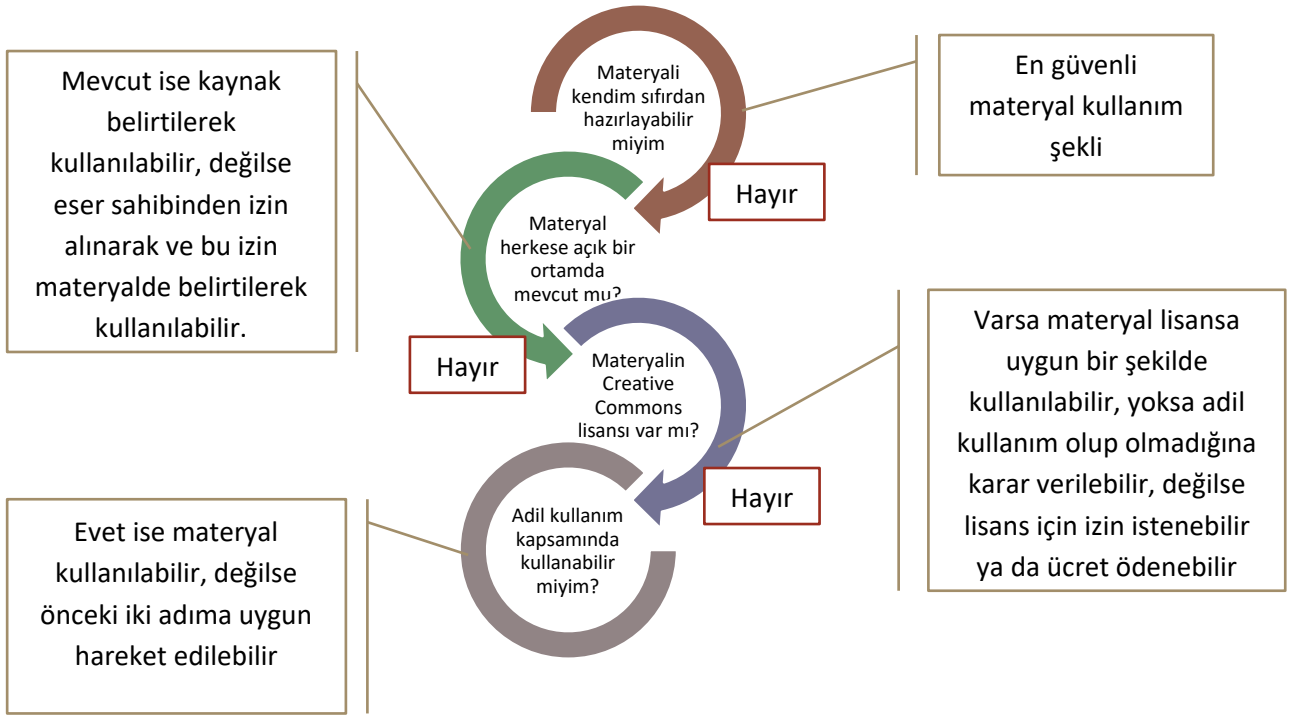 Materyali
kendim sıfırdan
hazırlayabilir
miyim
En güvenli
materyal kullanım
şekli
Hayır
Materyal
herkese açık bir
ortamda
mevcut mu?
Mevcut ise kaynak
belirtilerek
kullanılabilir, değilse
eser sahibinden izin
alınarak ve bu izin
materyalde belirtilerek
kullanılabilir.
Hayır
Materyalin
Creative
Commons
lisansı var mı?
Varsa materyal lisansa
uygun bir şekilde
kullanılabilir, yoksa adil
kullanım olup olmadığına
karar verilebilir, değilse
lisans için izin istenebilir
ya da ücret ödenebilir
Hayır
Adil kullanım
kapsamında
kullanabilir
miyim?
Evet ise materyal
kullanılabilir, değilse
önceki iki adıma uygun
hareket edilebilir